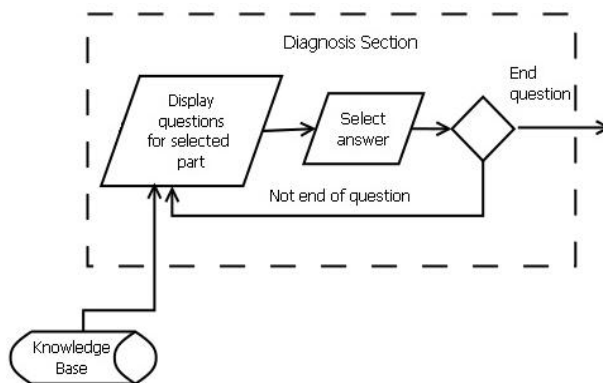 Diagnosis Section
Display
questions
for selected
part
Select
answer
End
question
Not end of question
Knowledge
Base